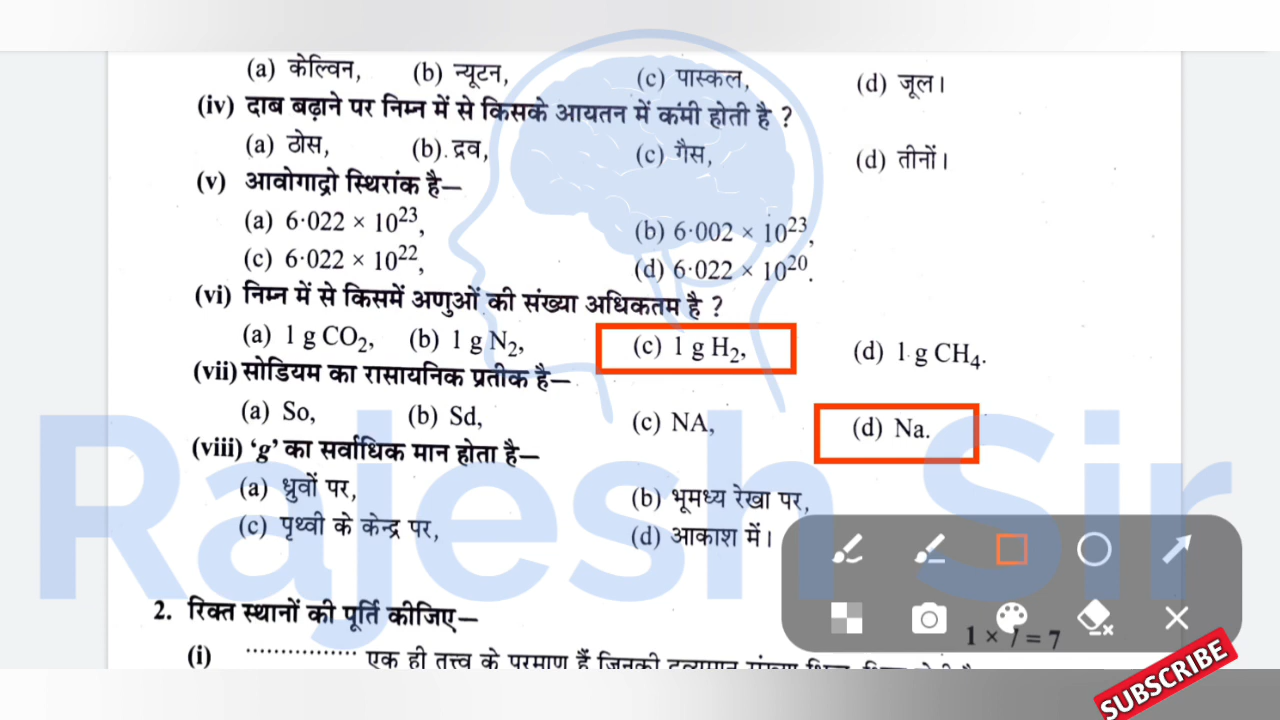 (a) केल्विन, (b) न्यूटन, (c) पास्कल, (d) जूल।
(iv) दाब बढ़ाने पर निम्न में से किसके आयतन में कमी होती है ?
(a) ठोस, (b) द्रव, (c) गैस, (d) तीनों।
(v) आवोगाद्रो स्थिरांक है—
(a) 6·022 × 10²³, (b) 6·002 × 10²³,
(c) 6·022 × 10²², (d) 6·022 × 10²⁰.
(vi) निम्न में से किसमें अणुओं की संख्या अधिकतम है ?
(a) 1 g CO₂, (b) 1 g N₂, (c) 1 g H₂, (d) 1 g CH₄.
(vii) सोडियम का रासायनिक प्रतीक है—
(a) So, (b) Sd, (c) NA, (d) Na.
(viii) ‘g’ का सर्वाधिक मान होता है—
(a) ध्रुवों पर, (b) भूमध्य रेखा पर,
(c) पृथ्वी के केन्द्र पर, (d) आकाश में।
2. रिक्त स्थानों की पूर्ति कीजिए— 1 × 7 = 7
(i) ................ एक ही तत्त्व के परमाणु हैं जिनकी
Rajesh Sir
SUBSCRIBE